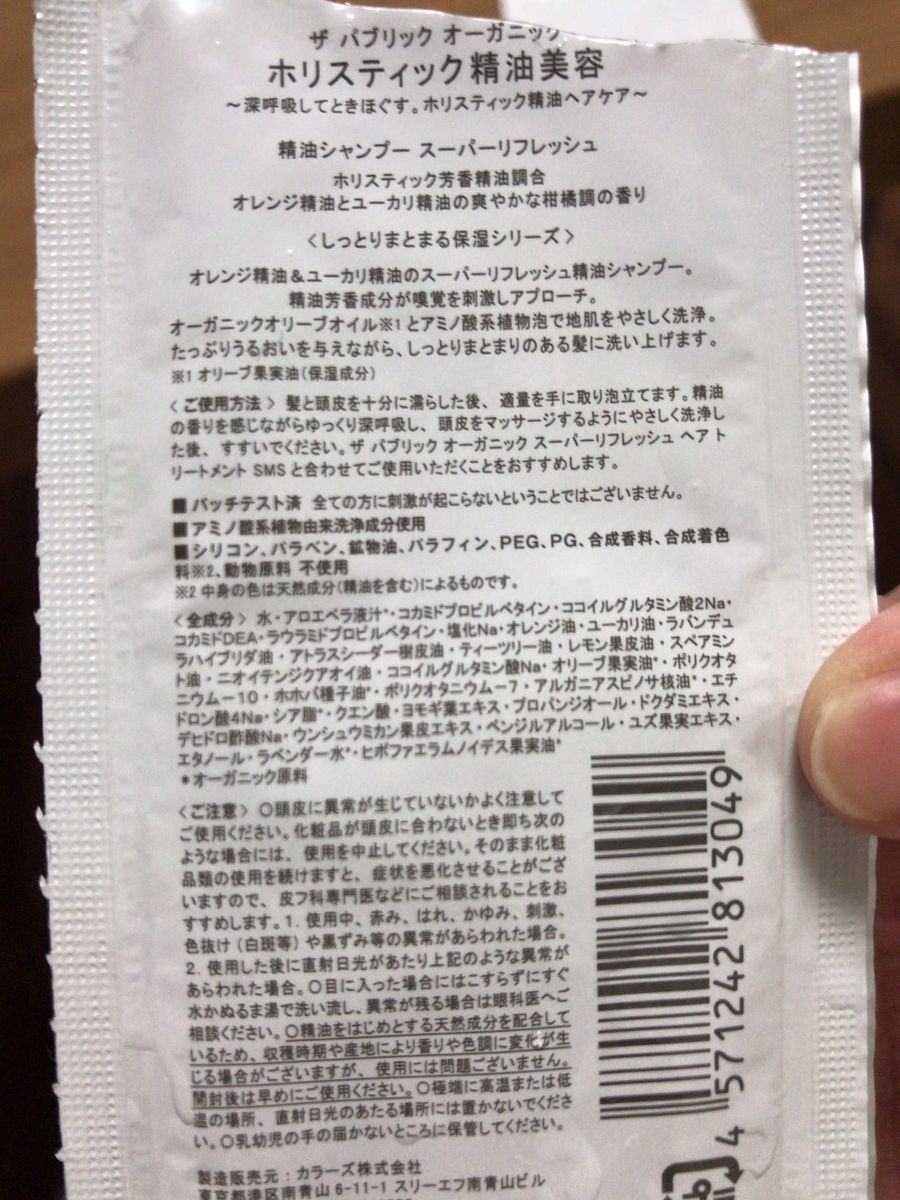 ザ パブリック オーガニック
ホリスティック精油美容
～深呼吸してときほぐす。ホリスティック精油ヘアケア～
精油シャンプー スーパーリフレッシュ
ホリスティック芳香精油調合
オレンジ精油とユーカリ精油の爽やかな柑橘調の香り
〈しっとりまとまる保湿シリーズ〉
オレンジ精油&ユーカリ精油のスーパーリフレッシュ精油シャンプー。
精油芳香成分が嗅覚を刺激しアプローチ。
オーガニックオリーブオイル※1とアミノ酸系植物泡で地肌をやさしく洗浄。
たっぷりうるおいを与えながら、しっとりまとまりのある髪に洗い上げます。
※1 オリーブ果実油(保湿成分)
〈ご使用方法〉 髪と頭皮を十分に濡らした後、適量を手に取り泡立てます。精油
の香りを感じながらゆっくり深呼吸し、頭皮をマッサージするようにやさしく洗浄し
た後、すすいでください。ザ パブリック オーガニック スーパーリフレッシュ ヘア ト
リートメント SMS と合わせてご使用いただくことをおすすめします。
■ パッチテスト済 全ての方に刺激が起こらないということではございません。
■ アミノ酸系植物由来洗浄成分使用
■ シリコン、パラベン、鉱物油、パラフィン、PEG、PG、合成香料、合成着色
料※2、動物原料 不使用
※2 中身の色は天然成分(精油を含む)によるものです。
〈全成分〉 水・アロエベラ液汁*・コカミドプロピルベタイン・ココイルグルタミン酸2Na・
コカミドDEA・ラウラミドプロピルベタイン・塩化Na・オレンジ油・ユーカリ油・ラバンデュ
ラハイブリダ油・アトラスシーダー樹皮油・ティーツリー油・レモン果皮油・スペアミン
ト油・ニオイテンジクアオイ油・ココイルグルタミン酸Na・オリーブ果実油*・ポリクオタ
ニウム－10・ホホバ種子油*・ポリクオタニウム－7・アルガニアスピノサ核油*・エチ
ドロン酸4Na・シア脂*・クエン酸・ヨモギ葉エキス・プロパンジオール・ドクダミエキス・
デヒドロ酢酸Na・ウンシュウミカン果皮エキス・ベンジルアルコール・ユズ果実エキス・
エタノール・ラベンダー水*・ヒポファエラムノイデス果実油*
*オーガニック原料
〈ご注意〉 ○頭皮に異常が生じていないかよく注意して
ご使用ください。化粧品が頭皮に合わないとき即ち次の
ような場合には、使用を中止してください。そのまま化粧
品類の使用を続けますと、症状を悪化させることがござ
いますので、皮フ科専門医などにご相談されることをお
すすめします。1. 使用中、赤み、はれ、かゆみ、刺激、
色抜け(白斑等)や黒ずみ等の異常があらわれた場合。
2. 使用した後に直射日光があたり上記のような異常が
あらわれた場合。○目に入った場合にはこすらずにすぐ
水かぬるま湯で洗い流し、異常が残る場合は眼科医へご
相談ください。○精油をはじめとする天然成分を配合して
いるため、収穫時期や産地により香りや色調に変化が生
じる場合がございますが、使用には問題ございません。
開封後は早めにご使用ください。○極端に高温または低
温の場所、直射日光のあたる場所には置かないでくださ
い。○乳幼児の手の届かないところに保管してください。
製造販売元：カラーズ株式会社
東京都港区南青山 6-11-1 スリーエフ南青山ビル
4 571242 813049